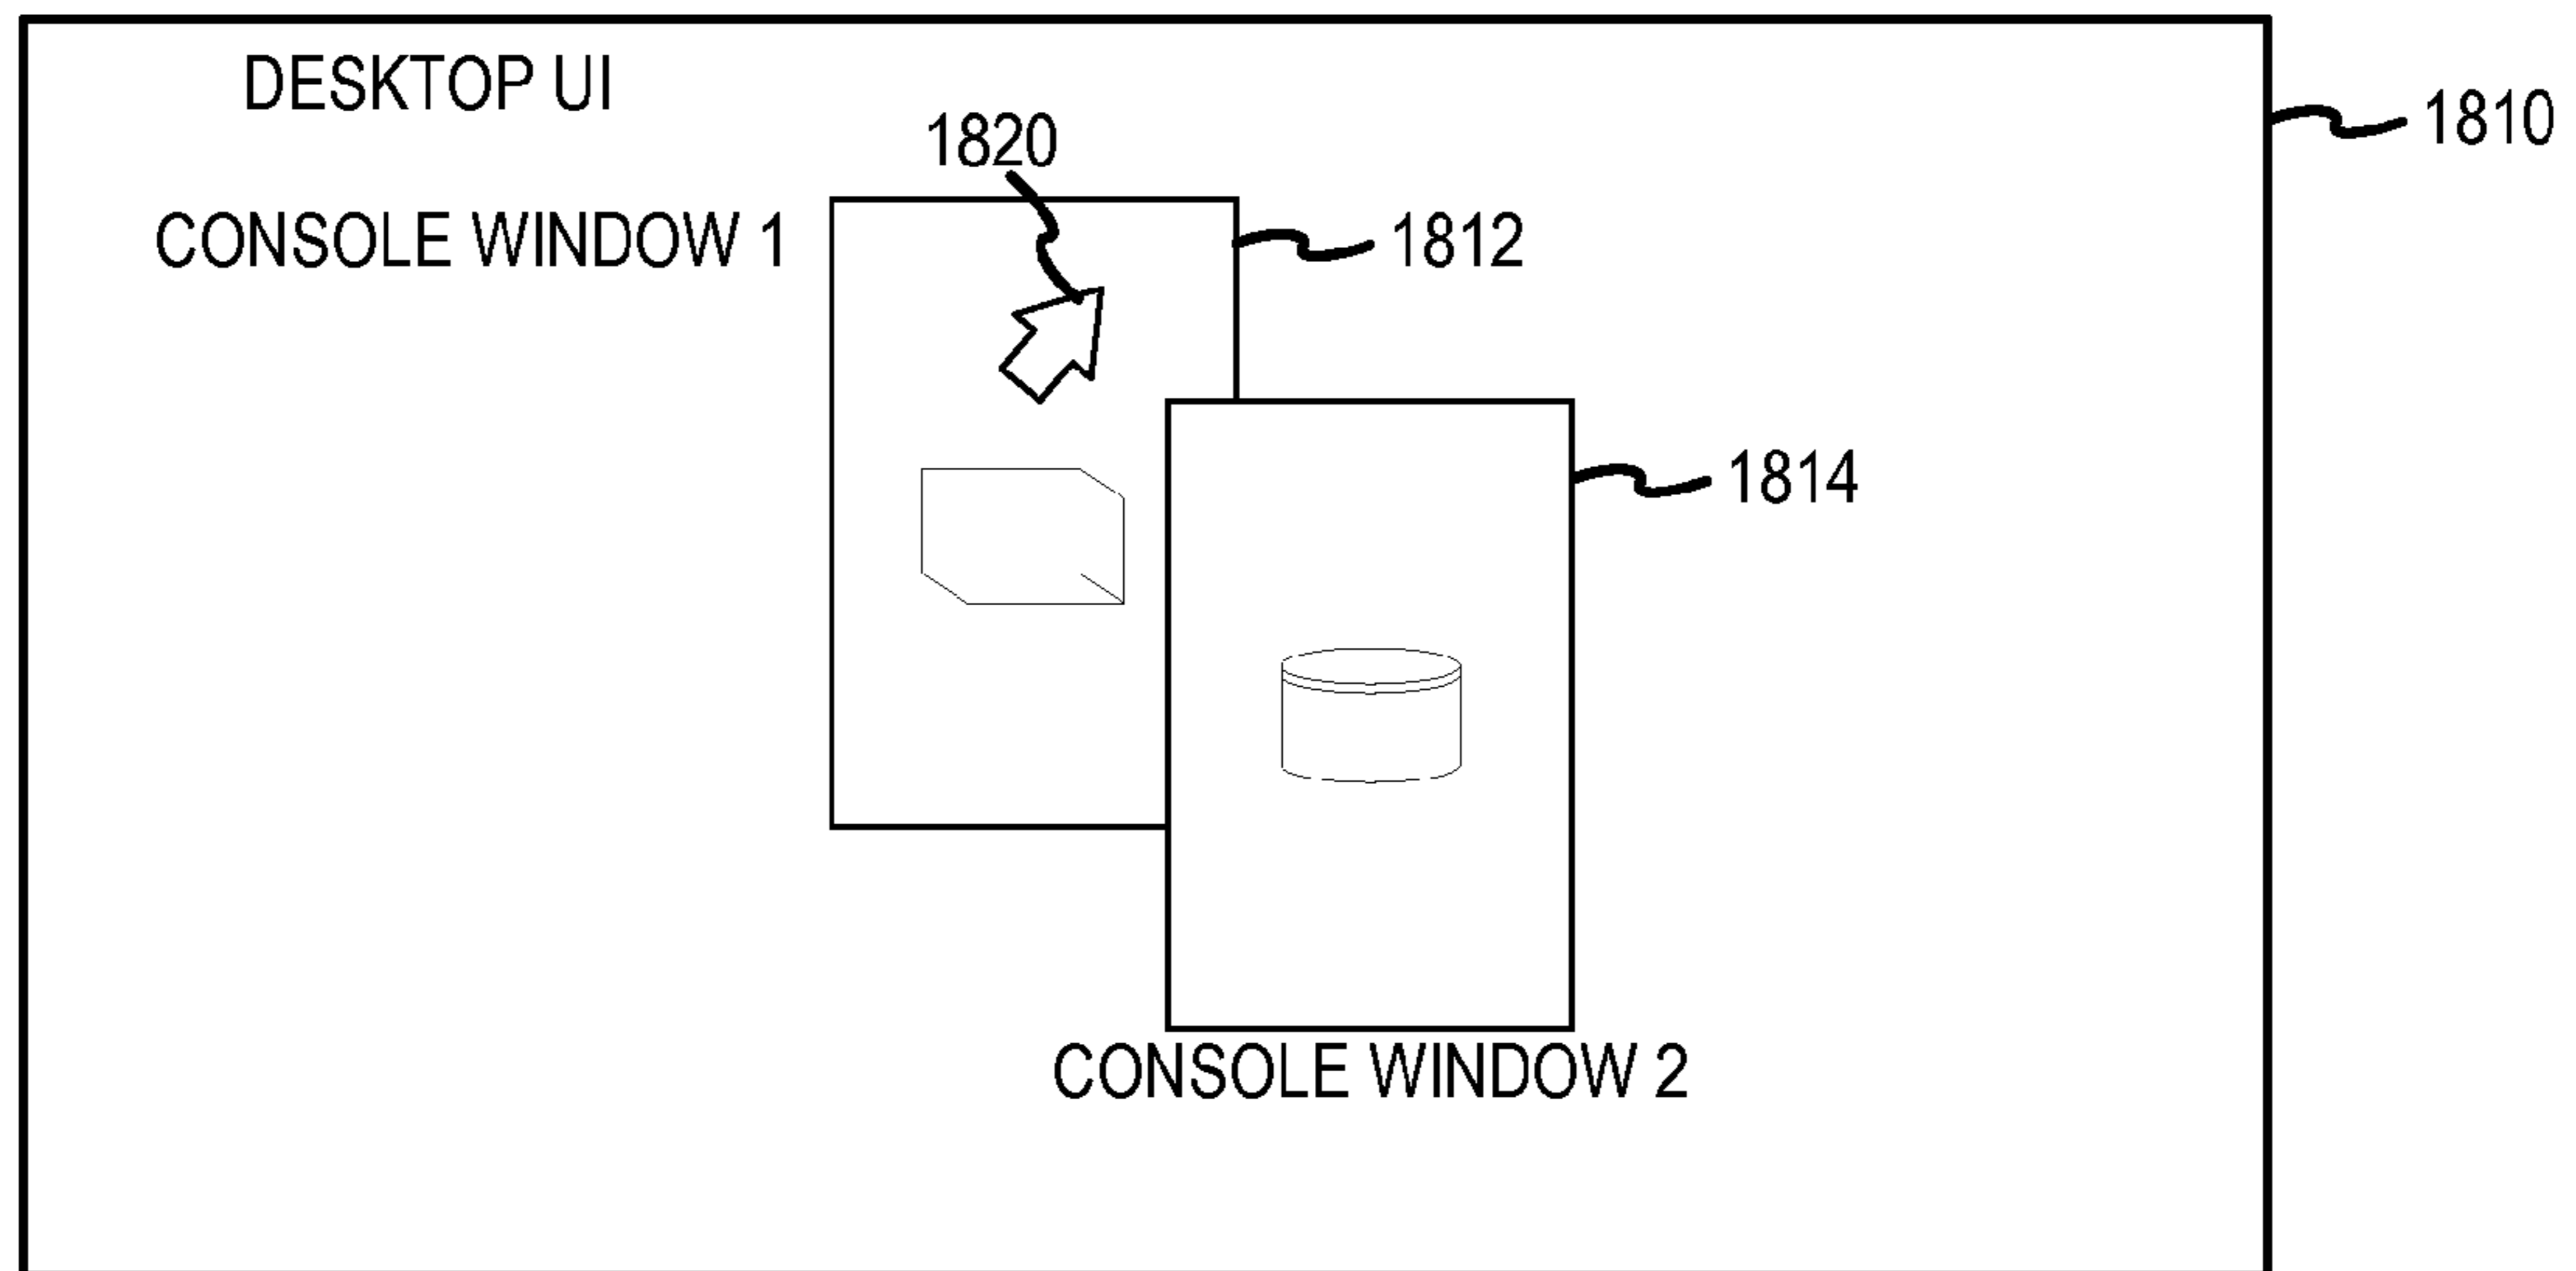 DESKTOP UI
1810
1820
CONSOLE WINDOW 1
1812
1814
CONSOLE WINDOW 2